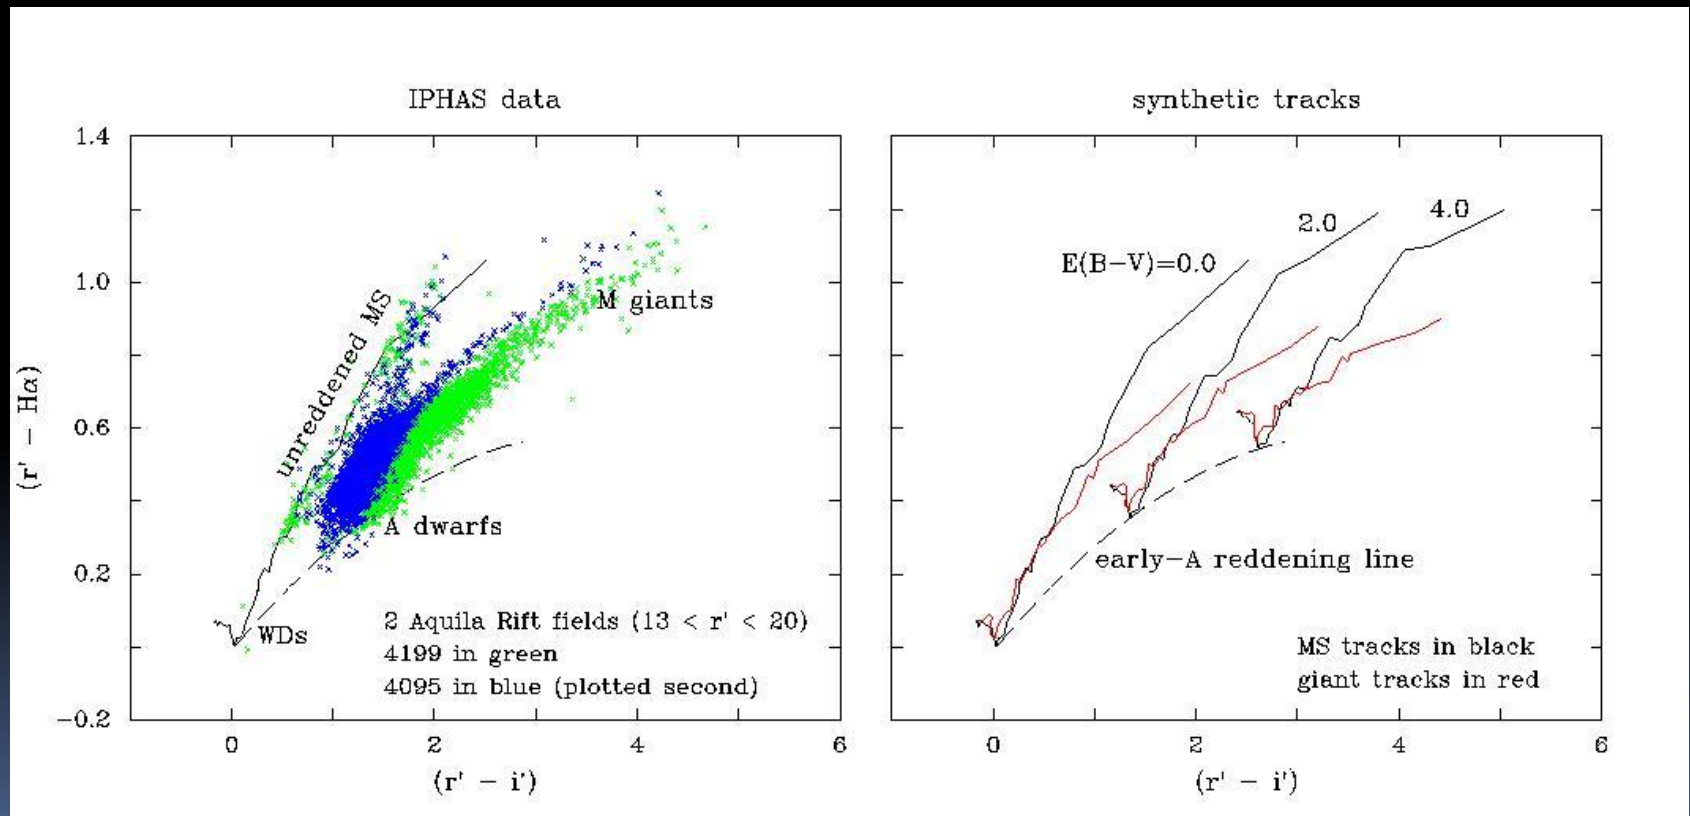 IPHAS data
1.4
1.0
0.6
0.2
−0.2
(r' − Hα)
unreddened MS
M giants
A dwarfs
WDs
2 Aquila Rift fields (13 < r' < 20)
4199 in green
4095 in blue (plotted second)
0
2
4
6
(r' − i')
synthetic tracks
E(B−V)=0.0
2.0
4.0
early−A reddening line
MS tracks in black
giant tracks in red
0
2
4
6
(r' − i')